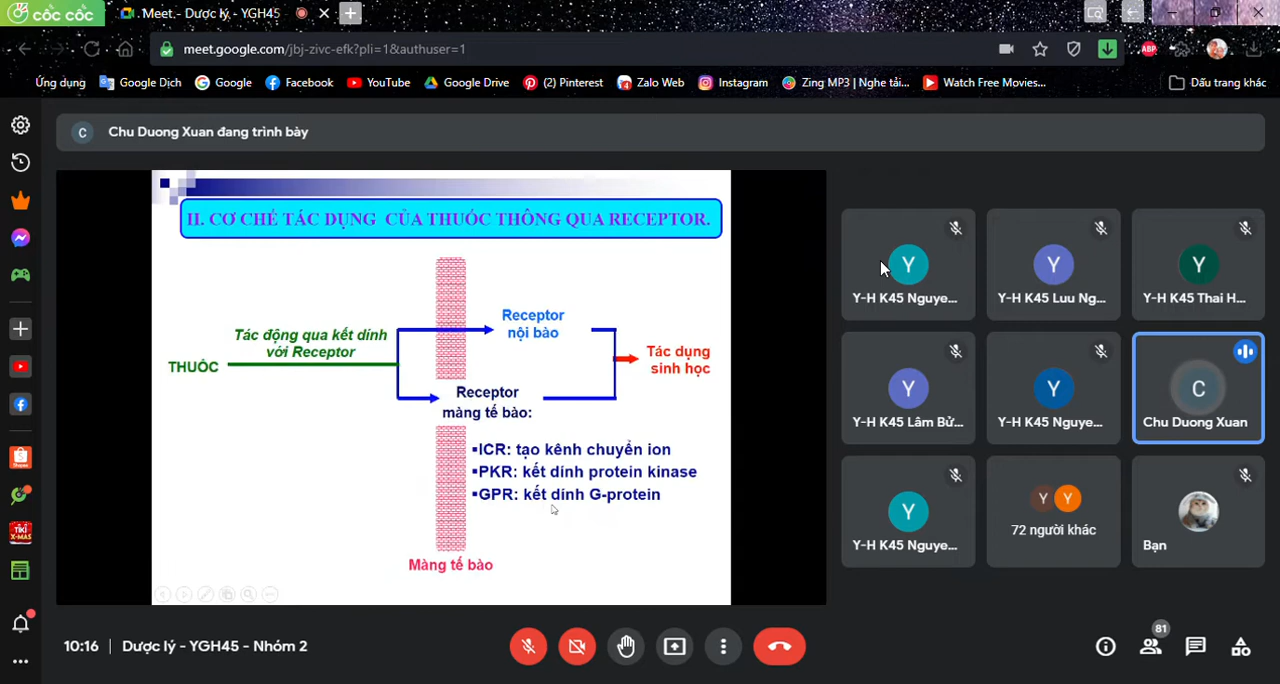 cốc cốc
Meet - Dược lý - YGH45
meet.google.com/jbj-zivc-efk?pli=1&authuser=1
ABP
Ứng dụng
Google Dịch
Google
Facebook
YouTube
Google Drive
(2) Pinterest
Zalo Web
Instagram
Zing MP3 | Nghe tải...
Watch Free Movies...
Dấu trang khác
C
Chu Duong Xuan đang trình bày
II. CƠ CHẾ TÁC DỤNG CỦA THUỐC THÔNG QUA RECEPTOR.
Tác động qua kết dính
với Receptor
THUỐC
Receptor
nội bào
Tác dụng
sinh học
Receptor
màng tế bào:
▪ICR: tạo kênh chuyển ion
▪PKR: kết dính protein kinase
▪GPR: kết dính G-protein
Màng tế bào
Y
Y-H K45 Nguye...
Y
Y-H K45 Luu Ng...
Y
Y-H K45 Thai H...
Y
Y-H K45 Lâm Bử...
Y
Y-H K45 Nguye...
C
Chu Duong Xuan
Y
Y-H K45 Nguye...
Y Y
72 người khác
Bạn
Shopee
TIKI
X-MAS
10:16 | Dược lý - YGH45 - Nhóm 2
81